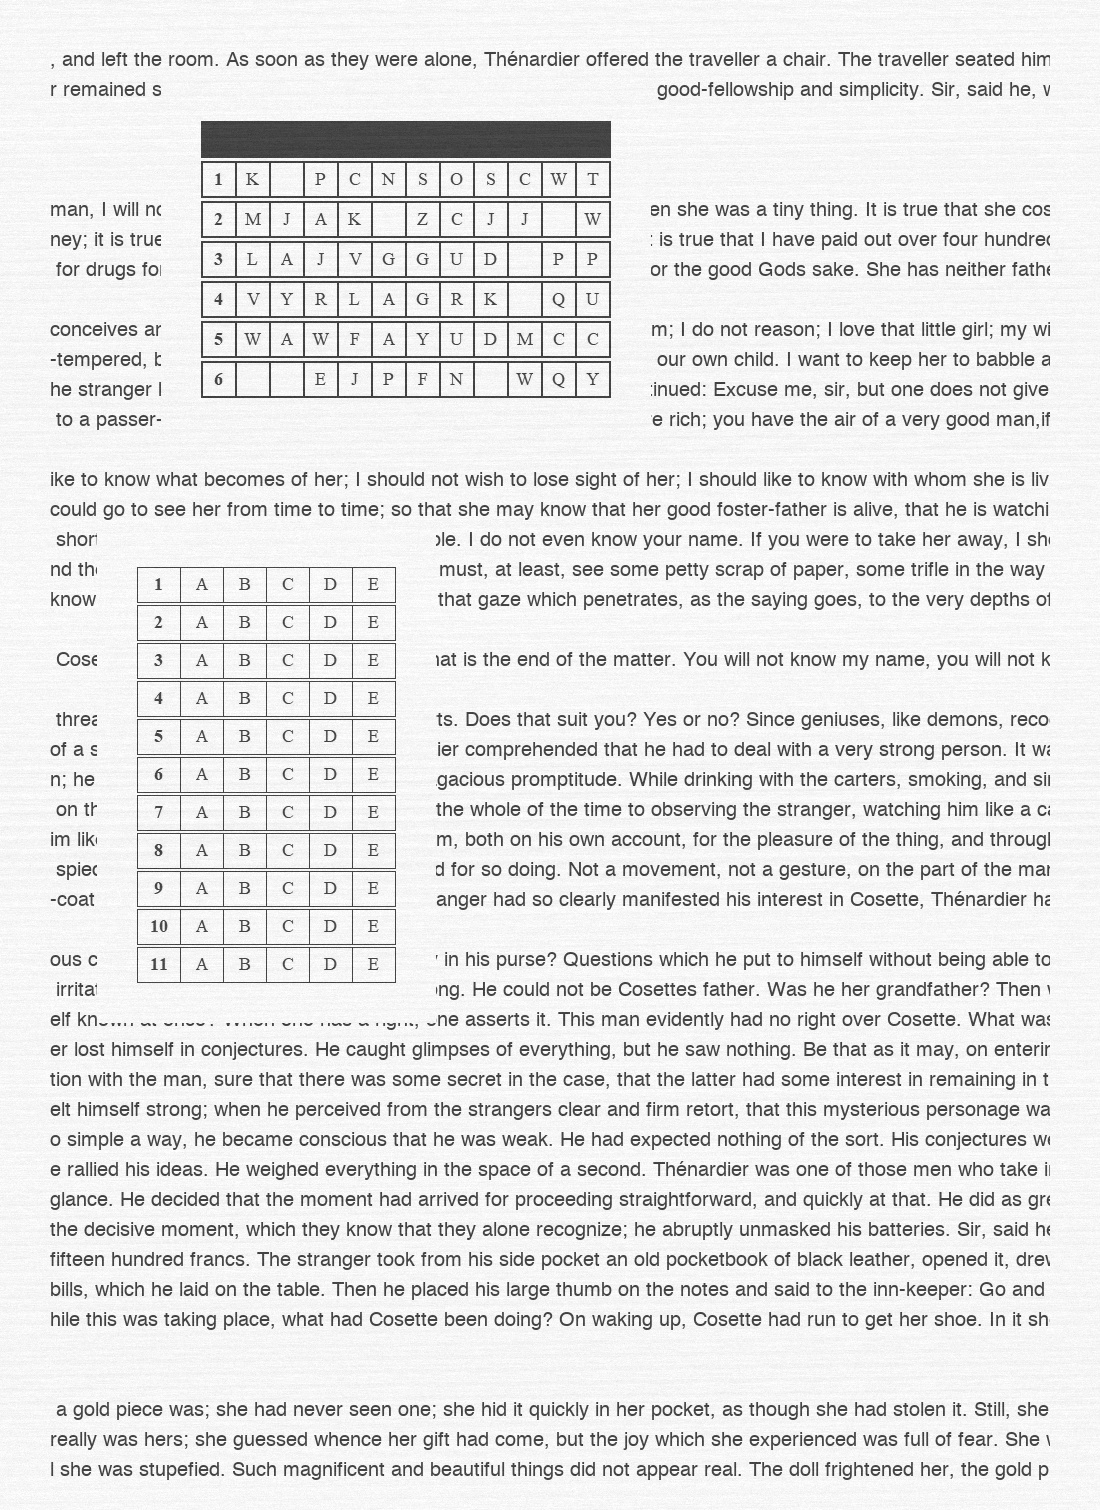 , and left the room. As soon as they were alone, Thénardier offered the traveller a chair. The traveller seated him
r remained s good-fellowship and simplicity. Sir, said he, w
1 K P C N S O S C W T
man, I will no en she was a tiny thing. It is true that she cos
2 M J A K Z C J J W
ney; it is true t is true that I have paid out over four hundred
3 L A J V G G U D P P
for drugs for or the good Gods sake. She has neither fathe
4 V Y R L A G R K Q U
conceives an m; I do not reason; I love that little girl; my wi
5 W A W F A Y U D M C C
-tempered, b our own child. I want to keep her to babble a
6 E J P F N W Q Y
he stranger k tinued: Excuse me, sir, but one does not give
to a passer- e rich; you have the air of a very good man,if
ike to know what becomes of her; I should not wish to lose sight of her; I should like to know with whom she is liv
could go to see her from time to time; so that she may know that her good foster-father is alive, that he is watchi
short ble. I do not even know your name. If you were to take her away, I sho
nd the must, at least, see some petty scrap of paper, some trifle in the way
1 A B C D E
know that gaze which penetrates, as the saying goes, to the very depths of
2 A B C D E
Cose hat is the end of the matter. You will not know my name, you will not k
3 A B C D E
4 A B C D E
threa ts. Does that suit you? Yes or no? Since geniuses, like demons, reco
5 A B C D E
of a s ier comprehended that he had to deal with a very strong person. It wa
6 A B C D E
n; he gacious promptitude. While drinking with the carters, smoking, and sin
7 A B C D E
on th the whole of the time to observing the stranger, watching him like a ca
im like m, both on his own account, for the pleasure of the thing, and through
8 A B C D E
spied d for so doing. Not a movement, not a gesture, on the part of the man
9 A B C D E
-coat anger had so clearly manifested his interest in Cosette, Thénardier ha
10 A B C D E
ous c y in his purse? Questions which he put to himself without being able to
11 A B C D E
irritat ong. He could not be Cosettes father. Was he her grandfather? Then w
elf known at once? When one has a right, one asserts it. This man evidently had no right over Cosette. What was
er lost himself in conjectures. He caught glimpses of everything, but he saw nothing. Be that as it may, on enterin
tion with the man, sure that there was some secret in the case, that the latter had some interest in remaining in t
elt himself strong; when he perceived from the strangers clear and firm retort, that this mysterious personage wa
o simple a way, he became conscious that he was weak. He had expected nothing of the sort. His conjectures we
e rallied his ideas. He weighed everything in the space of a second. Thénardier was one of those men who take i
glance. He decided that the moment had arrived for proceeding straightforward, and quickly at that. He did as gre
the decisive moment, which they know that they alone recognize; he abruptly unmasked his batteries. Sir, said he
fifteen hundred francs. The stranger took from his side pocket an old pocketbook of black leather, opened it, drew
bills, which he laid on the table. Then he placed his large thumb on the notes and said to the inn-keeper: Go and
hile this was taking place, what had Cosette been doing? On waking up, Cosette had run to get her shoe. In it sh
a gold piece was; she had never seen one; she hid it quickly in her pocket, as though she had stolen it. Still, she
really was hers; she guessed whence her gift had come, but the joy which she experienced was full of fear. She w
l she was stupefied. Such magnificent and beautiful things did not appear real. The doll frightened her, the gold p